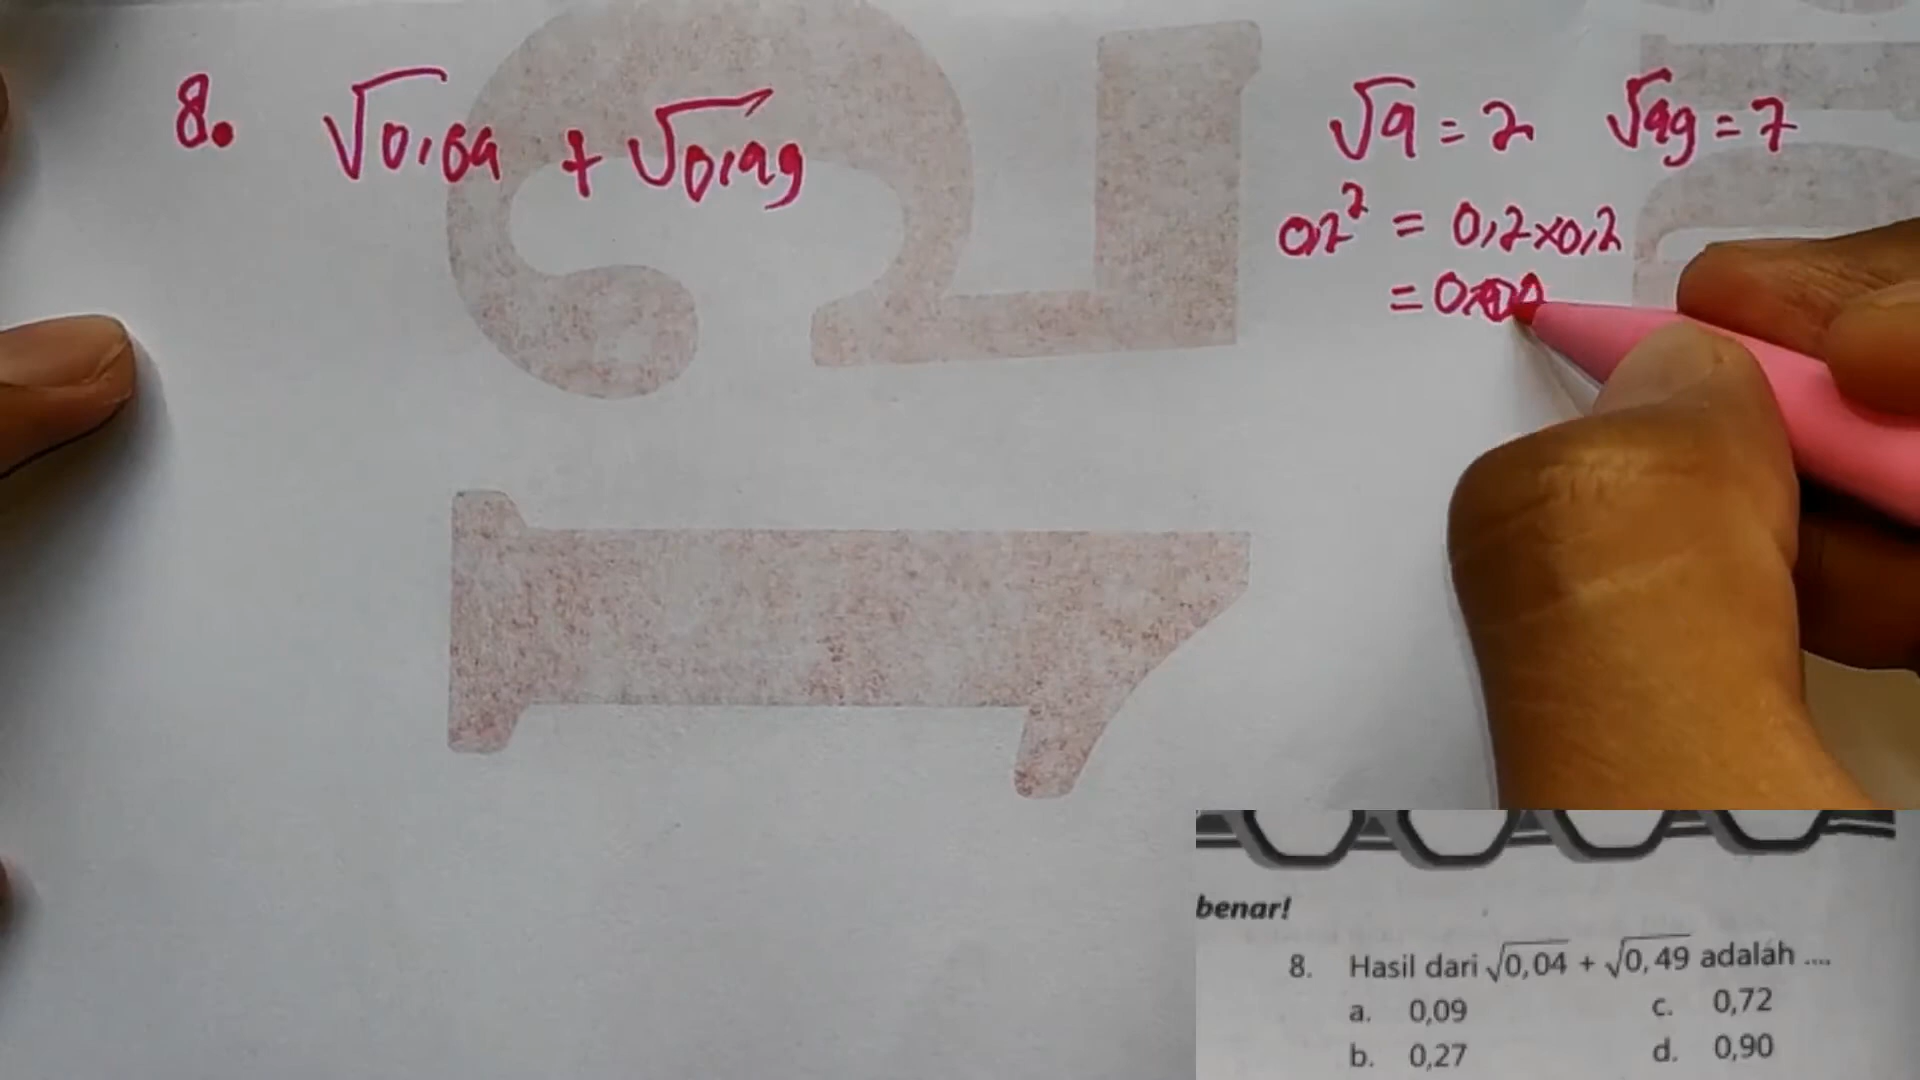 8. √0,04 + √0,49
√4 = 2 √49 = 7
0,2² = 0,2×0,2
benar!
8. Hasil dari √0,04 + √0,49 adalah ....
a. 0,09 c. 0,72
b. 0,27 d. 0,90